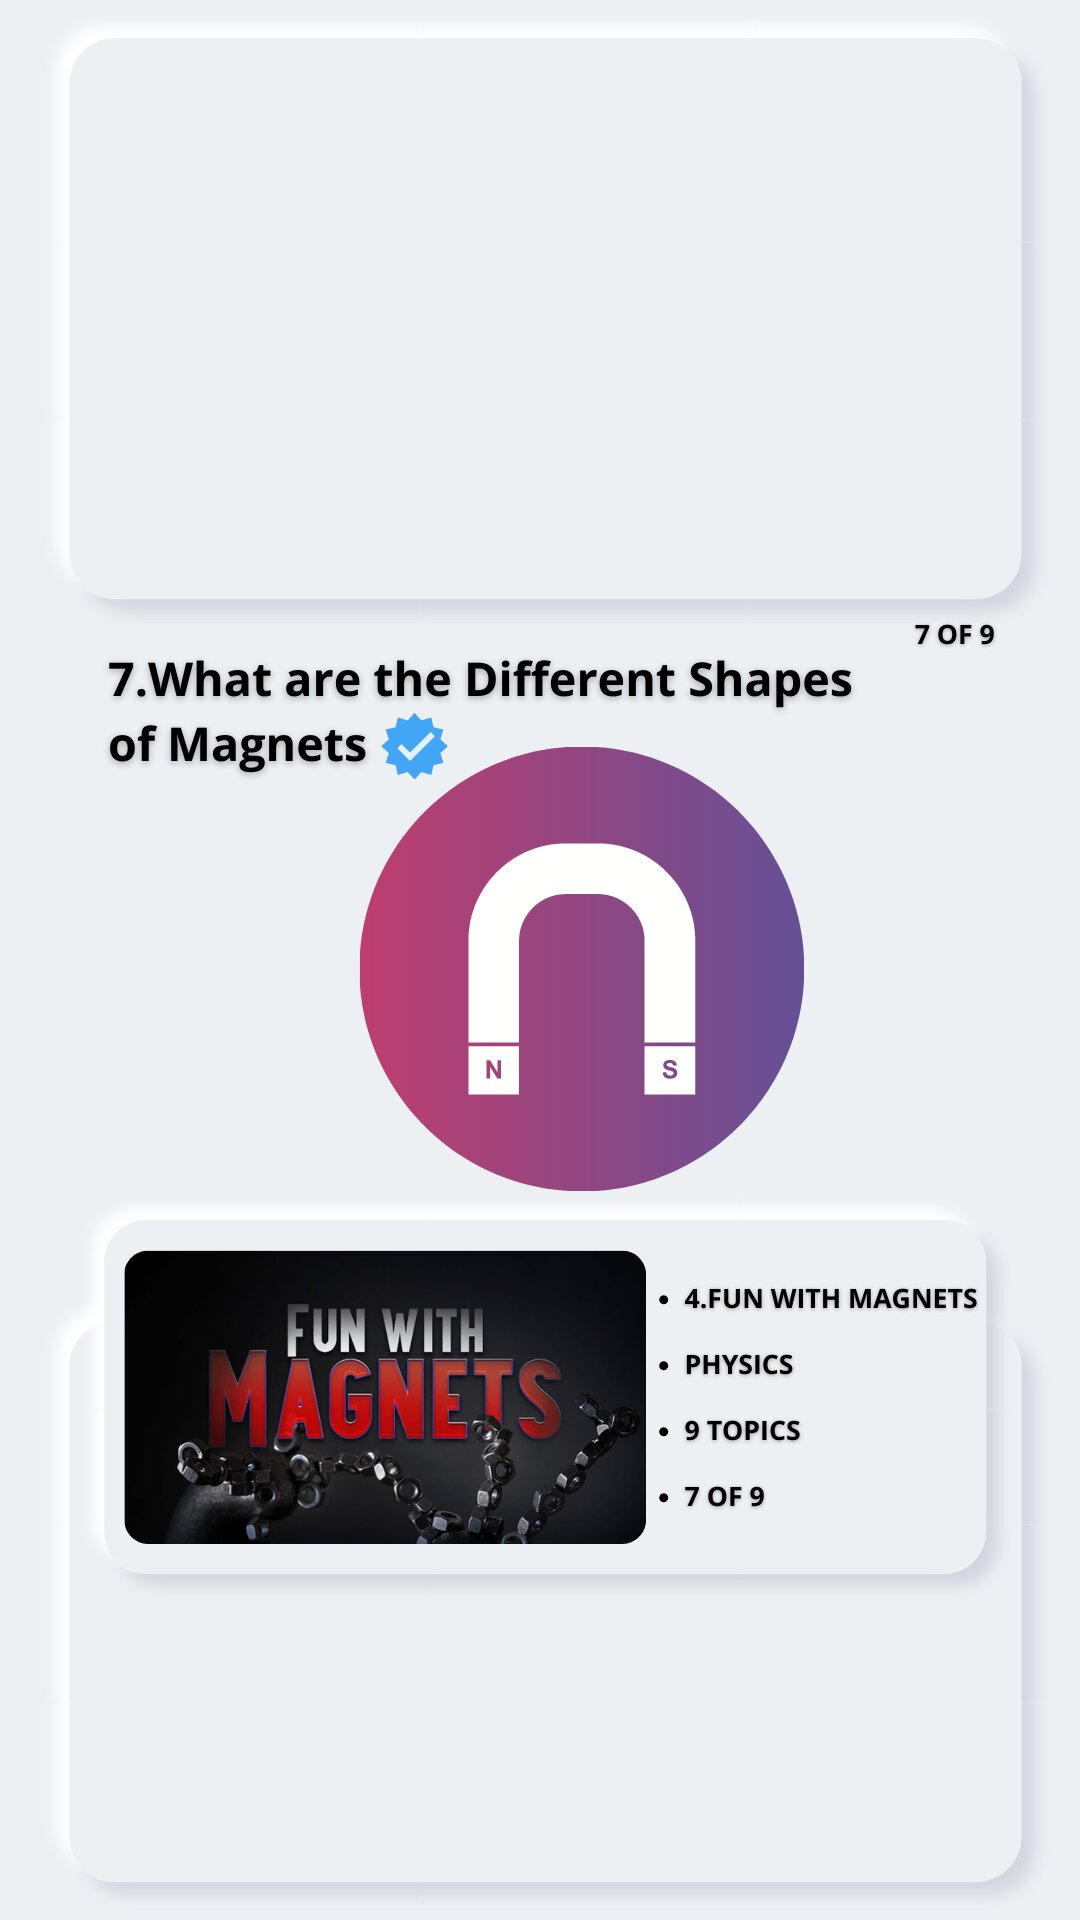 7 OF 9
7.What are the Different Shapes
of Magnets
N S
FUN WITH
MAGNETS
• 4.FUN WITH MAGNETS
• PHYSICS
• 9 TOPICS
• 7 OF 9